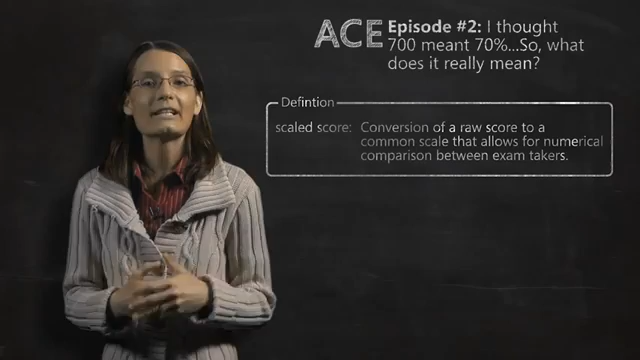 ACE
Episode #2: I thought
700 meant 70%...So, what
does it really mean?
Defintion
scaled score: Conversion of a raw score to a
common scale that allows for numerical
comparison between exam takers.